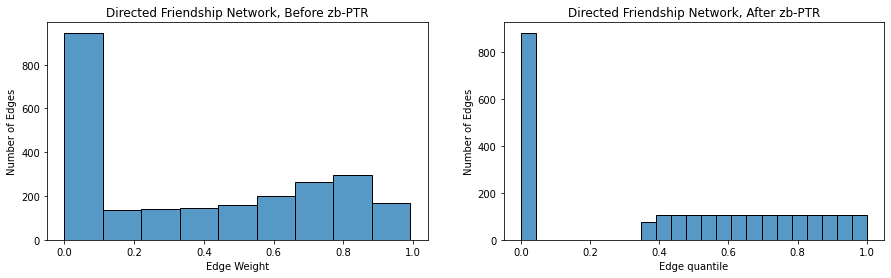 Directed Friendship Network, Before zb-PTR
800
600
400
200
0
Number of Edges
0.0 0.2 0.4 0.6 0.8 1.0
Edge Weight
Directed Friendship Network, After zb-PTR
800
600
400
200
0
Number of Edges
0.0 0.2 0.4 0.6 0.8 1.0
Edge quantile